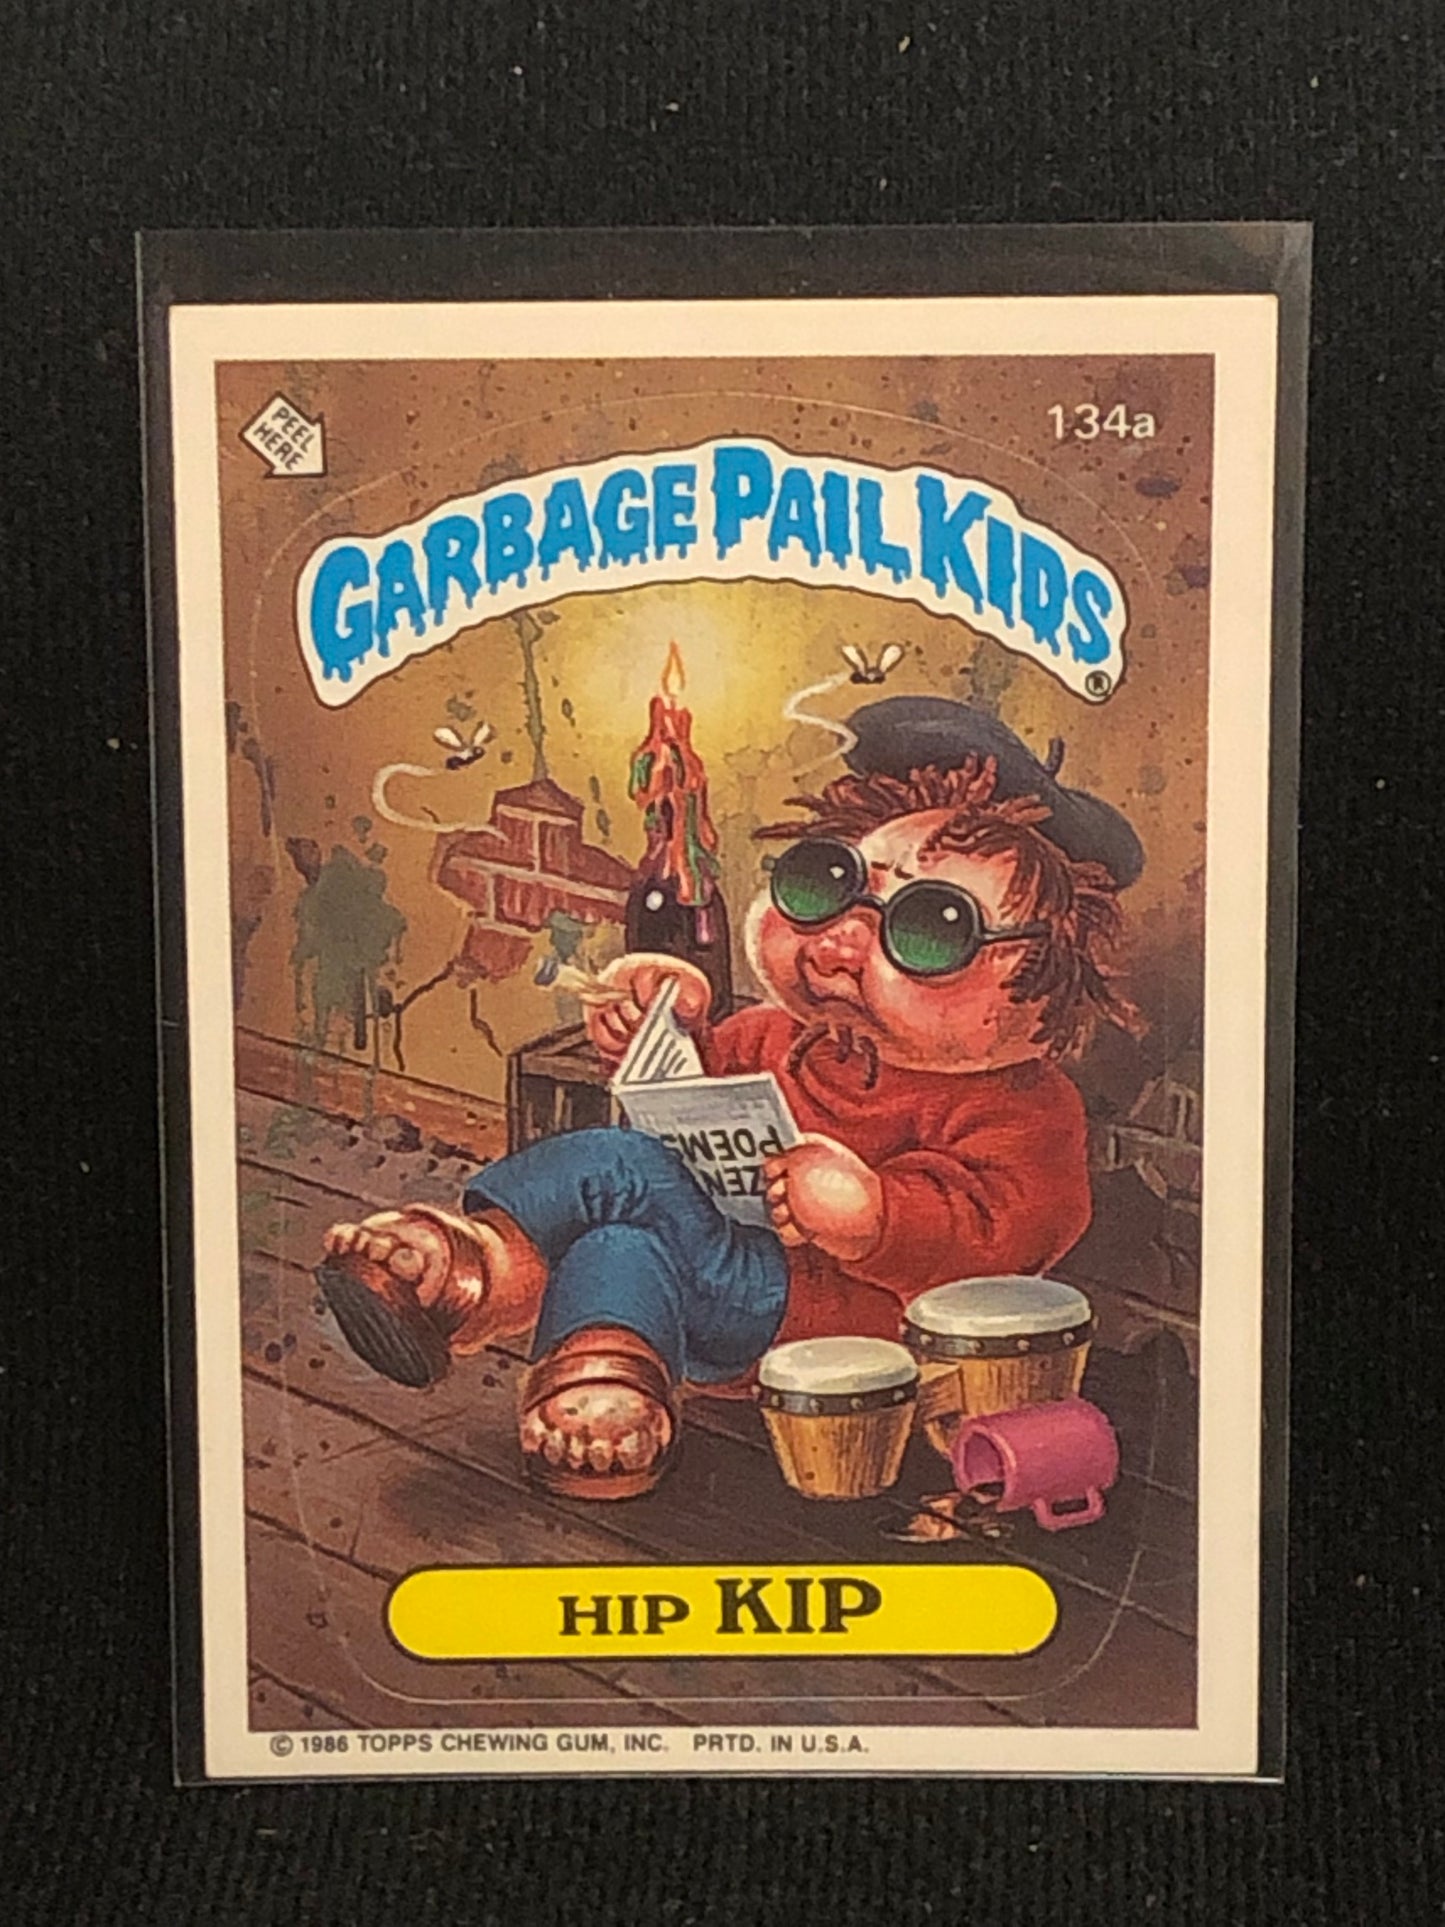 PEEL
HERE
134a
GARBAGE PAIL KIDS
®
ZEN
POEMS
HIP KIP
© 1986 TOPPS CHEWING GUM, INC. PRTD. IN U.S.A.